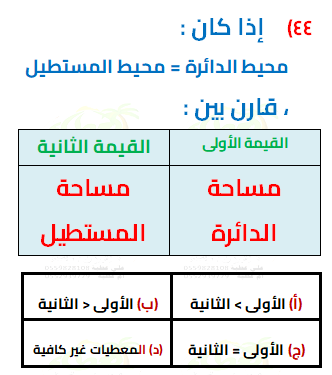 ٤٤) إذا كان :
محيط الدائرة = محيط المستطيل
، قارن بين :
القيمة الأولى القيمة الثانية
مساحة الدائرة
مساحة المستطيل
(أ) الأولى > الثانية
(ب) الأولى < الثانية
(ج) الأولى = الثانية
(د) المعطيات غير كافية